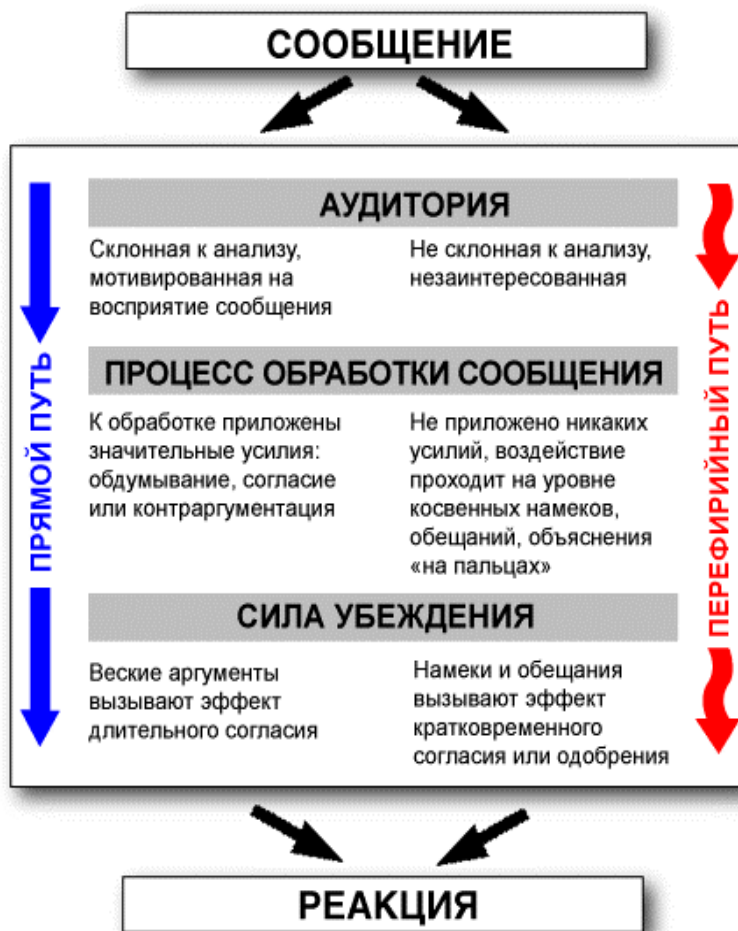 СООБЩЕНИЕ
АУДИТОРИЯ
Склонная к анализу,
мотивированная на
восприятие сообщения
Не склонная к анализу,
незаинтересованная
ПРОЦЕСС ОБРАБОТКИ СООБЩЕНИЯ
К обработке приложены
значительные усилия:
обдумывание, согласие
или контраргументация
Не приложено никаких
усилий, воздействие
проходит на уровне
косвенных намеков,
обещаний, объяснения
«на пальцах»
СИЛА УБЕЖДЕНИЯ
Веские аргументы
вызывают эффект
длительного согласия
Намеки и обещания
вызывают эффект
кратковременного
согласия или одобрения
ПРЯМОЙ ПУТЬ
ПЕРЕФИРИЙНЫЙ ПУТЬ
РЕАКЦИЯ